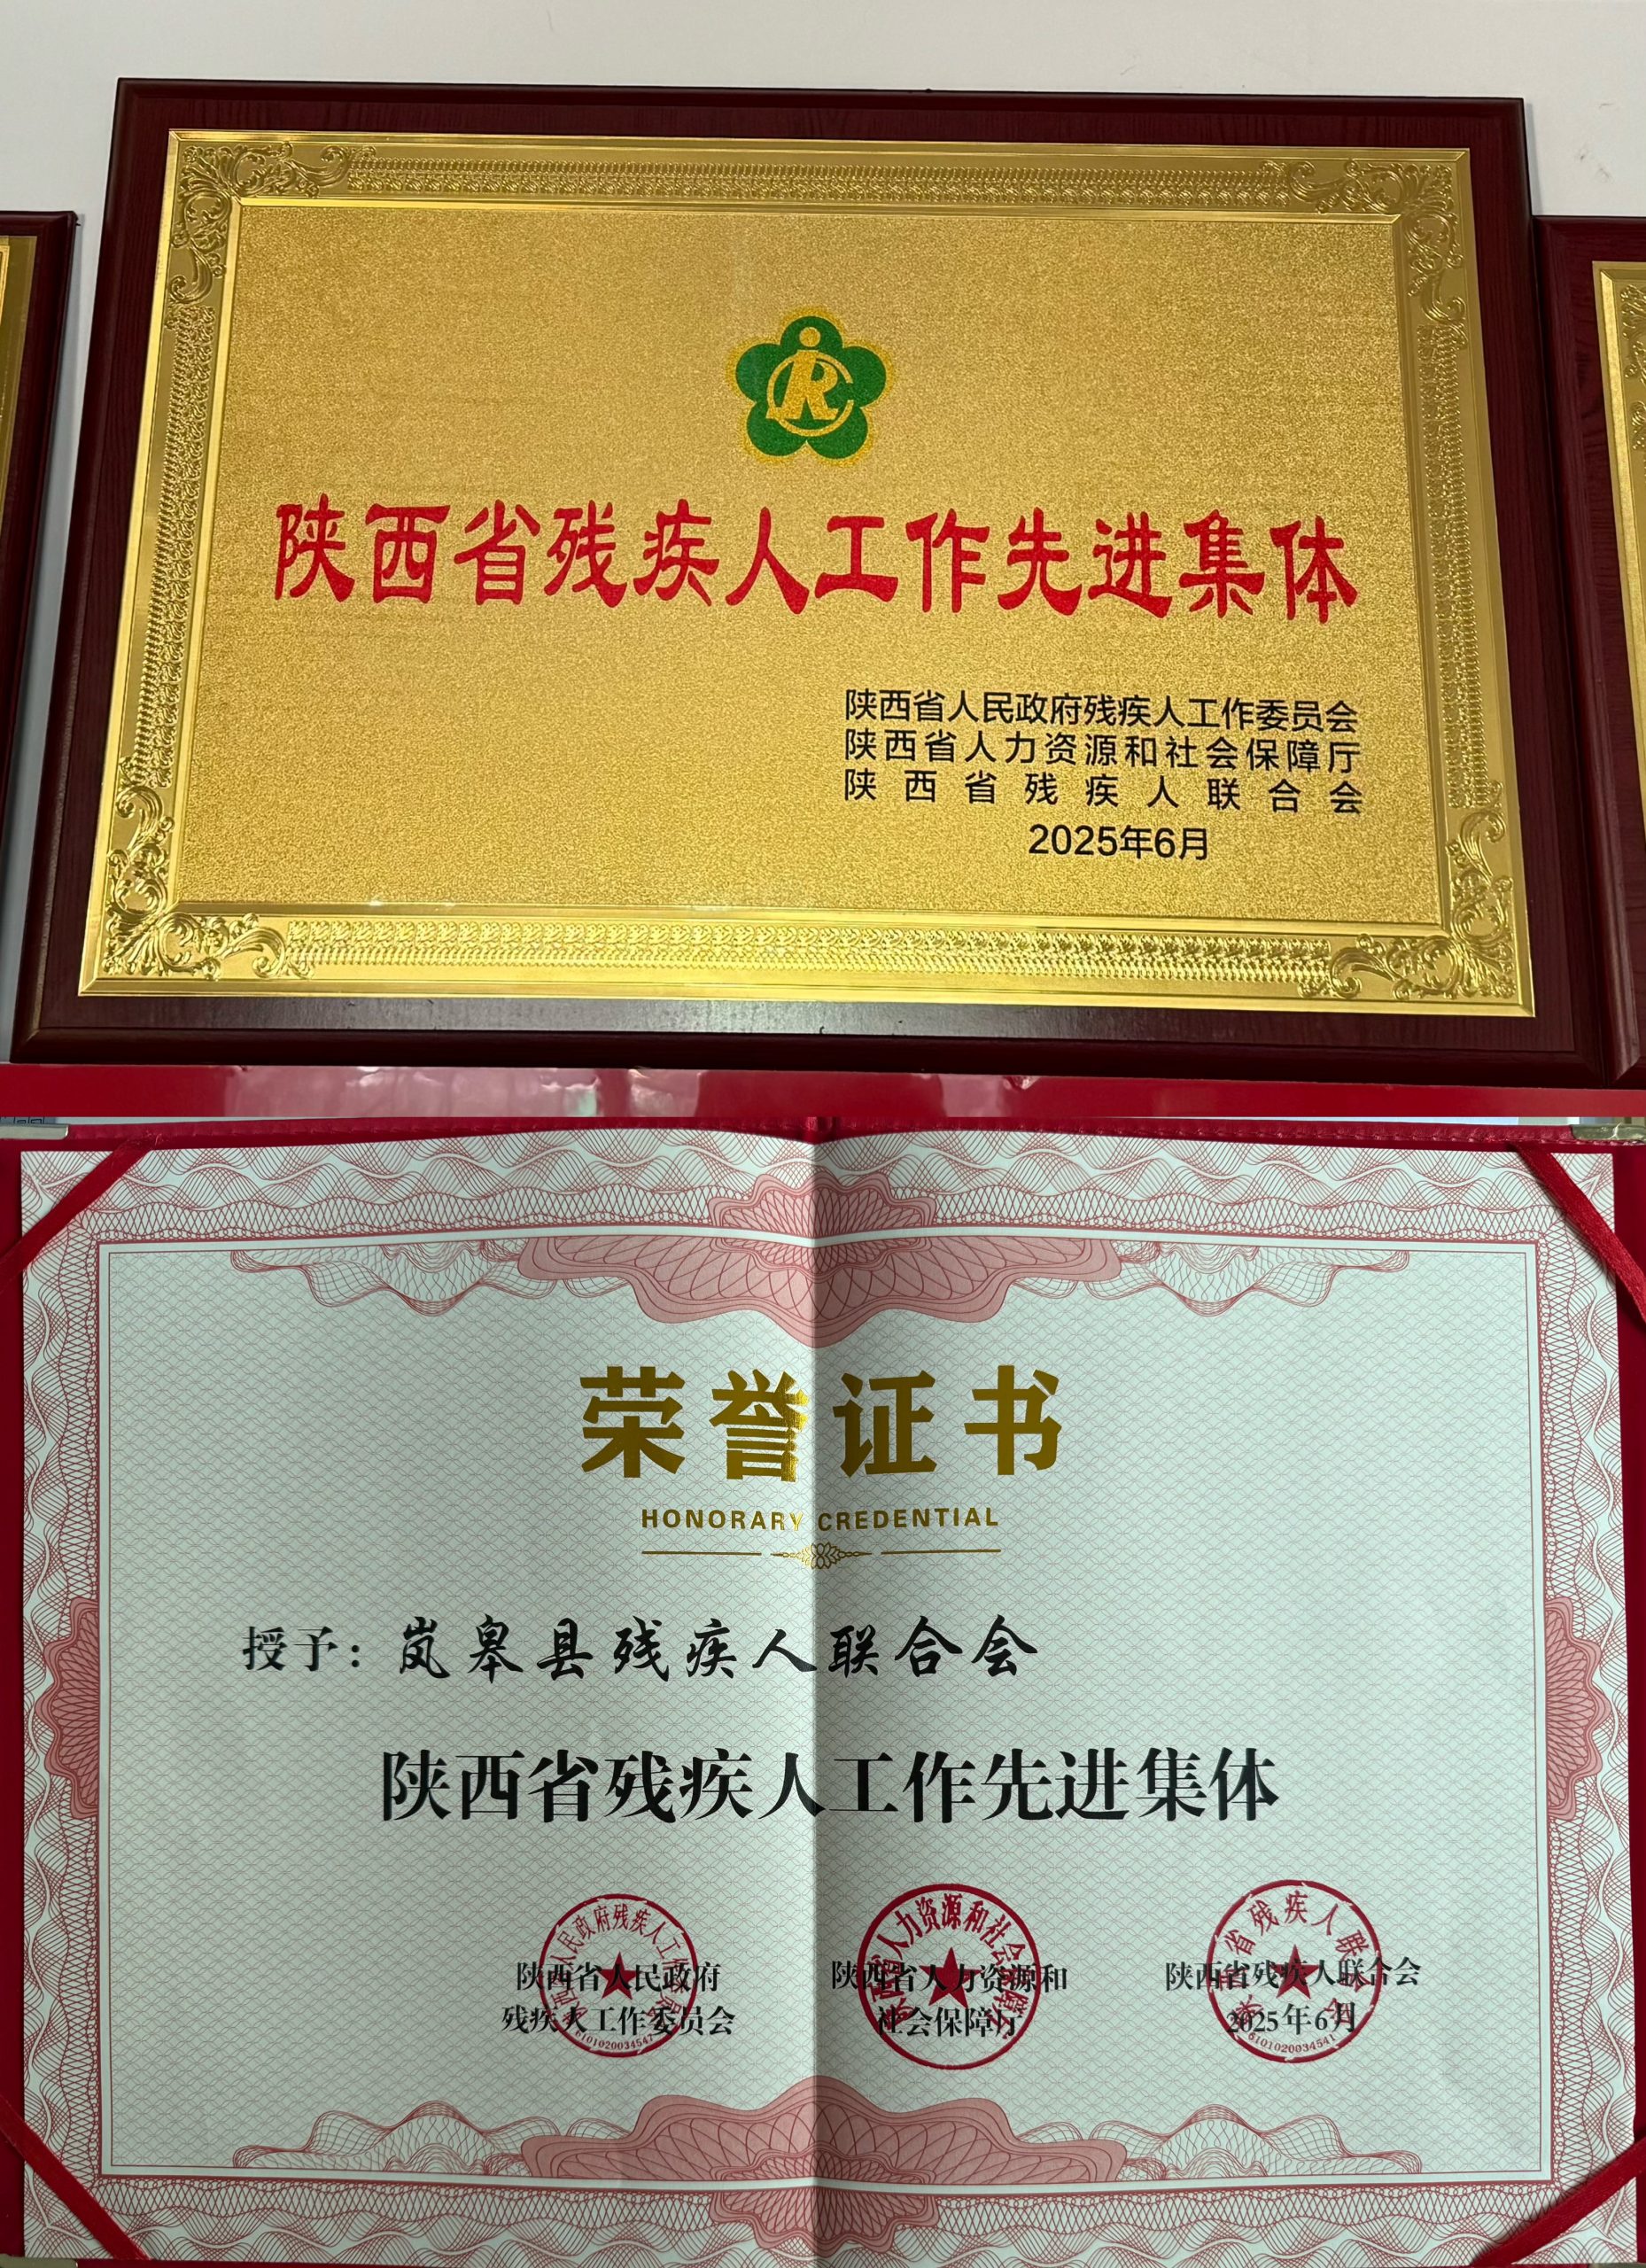 陕西省残疾人工作先进集体
陕西省人民政府残疾人工作委员会
陕西省人力资源和社会保障厅
陕西省残疾人联合会
2025年6月
荣誉证书
HONORARY CREDENTIAL
授予：岚皋县残疾人联合会
陕西省残疾人工作先进集体
陕西省人民政府
残疾人工作委员会
陕西省人力资源和
社会保障厅
陕西省残疾人联合会
2025年6月
6101020034541